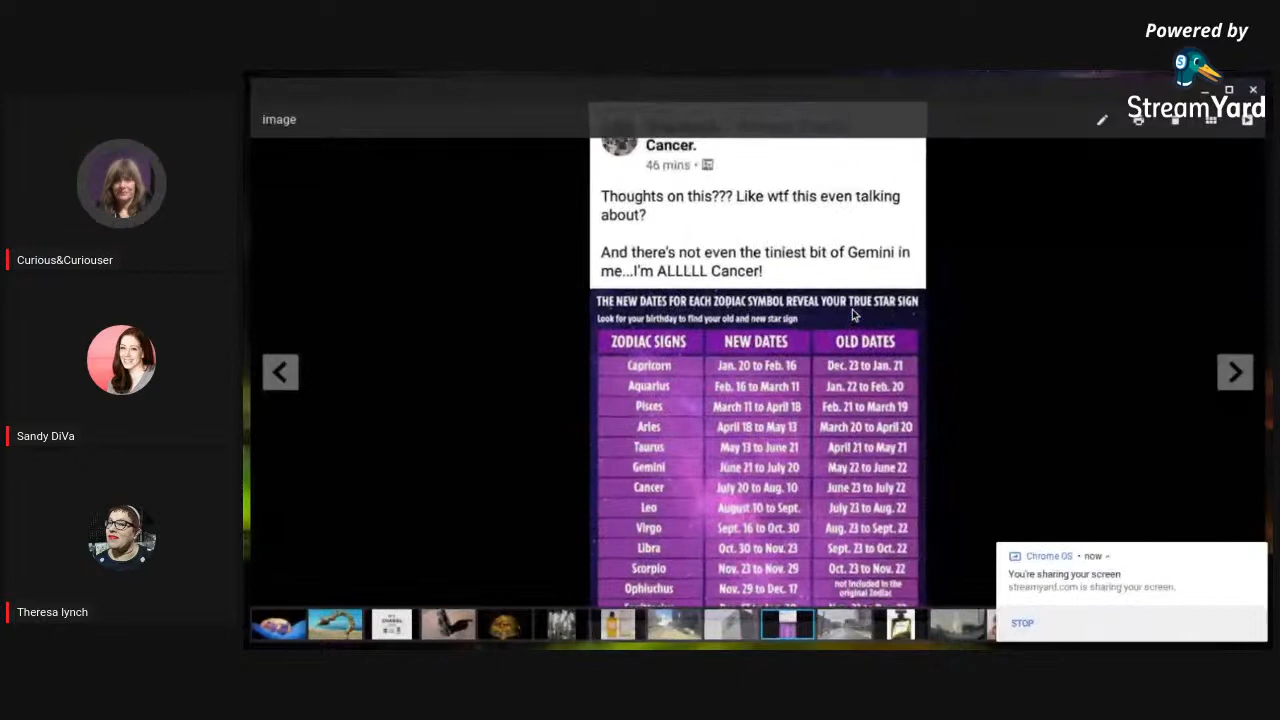 Powered by
StreamYard
image
Cancer.
46 mins •
Thoughts on this??? Like wtf this even talking
about?
And there's not even the tiniest bit of Gemini in
me...I'm ALLLLL Cancer!
THE NEW DATES FOR EACH ZODIAC SYMBOL REVEAL YOUR TRUE STAR SIGN
Look for your birthday to find your old and new star sign
ZODIAC SIGNS NEW DATES OLD DATES
Capricorn Jan. 20 to Feb. 16 Dec. 23 to Jan. 21
Aquarius Feb. 16 to March 11 Jan. 22 to Feb. 20
Pisces March 11 to April 18 Feb. 21 to March 19
Aries April 18 to May 13 March 20 to April 20
Taurus May 13 to June 21 April 21 to May 21
Gemini June 21 to July 20 May 22 to June 22
Cancer July 20 to Aug. 10 June 23 to July 22
Leo August 10 to Sept. July 23 to Aug. 22
Virgo Sept. 16 to Oct. 30 Aug. 23 to Sept. 22
Libra Oct. 30 to Nov. 23 Sept. 23 to Oct. 22
Scorpio Nov. 23 to Nov. 29 Oct. 23 to Nov. 22
Ophiuchus Nov. 29 to Dec. 17 not included in the
original Zodiac
Curious&Curiouser
Sandy DiVa
Theresa lynch
Chrome OS • now
You're sharing your screen
streamyard.com is sharing your screen.
STOP